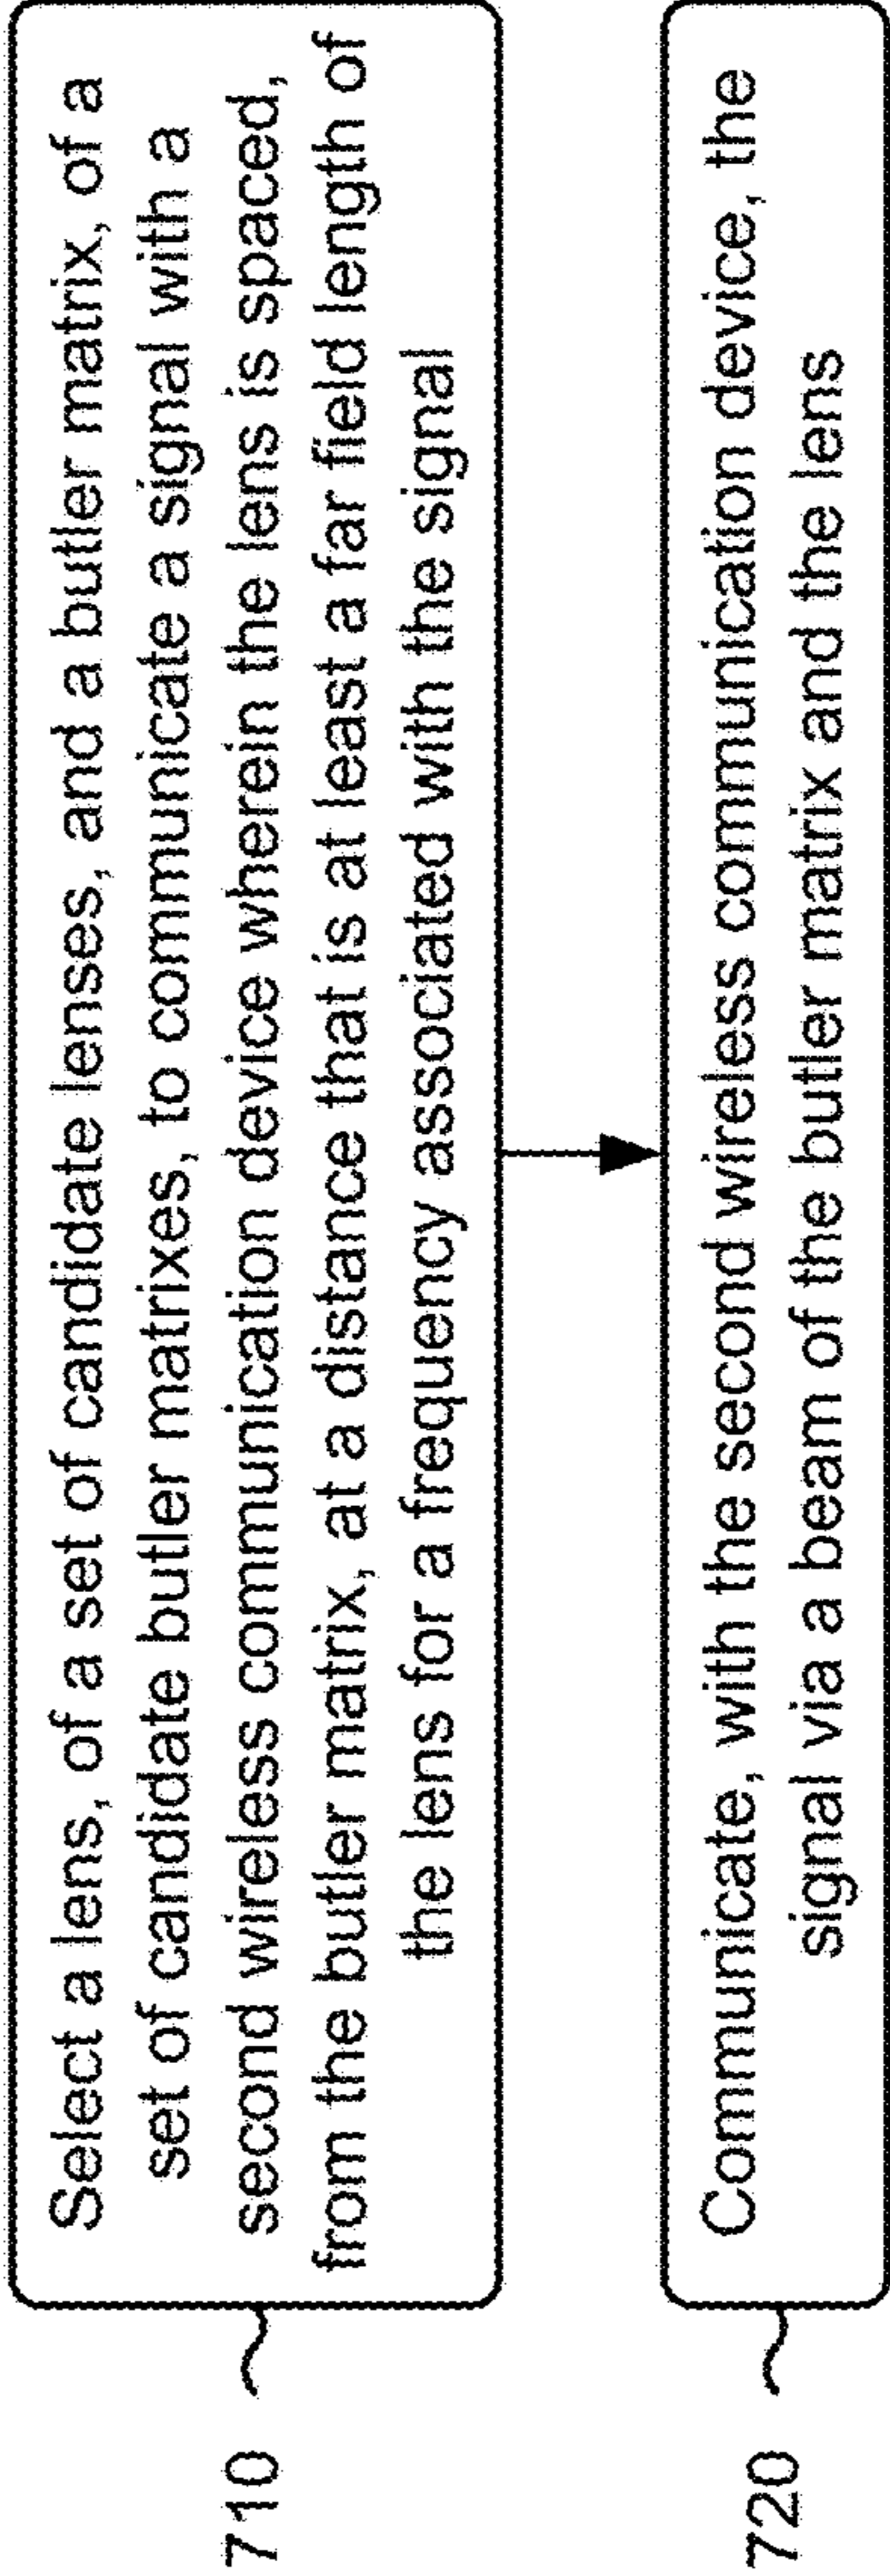 710
Select a lens, of a set of candidate lenses, and a butler matrix, of a
set of candidate butler matrixes, to communicate a signal with a
second wireless communication device wherein the lens is spaced,
from the butler matrix, at a distance that is at least a far field length of
the lens for a frequency associated with the signal
720
Communicate, with the second wireless communication device, the
signal via a beam of the butler matrix and the lens